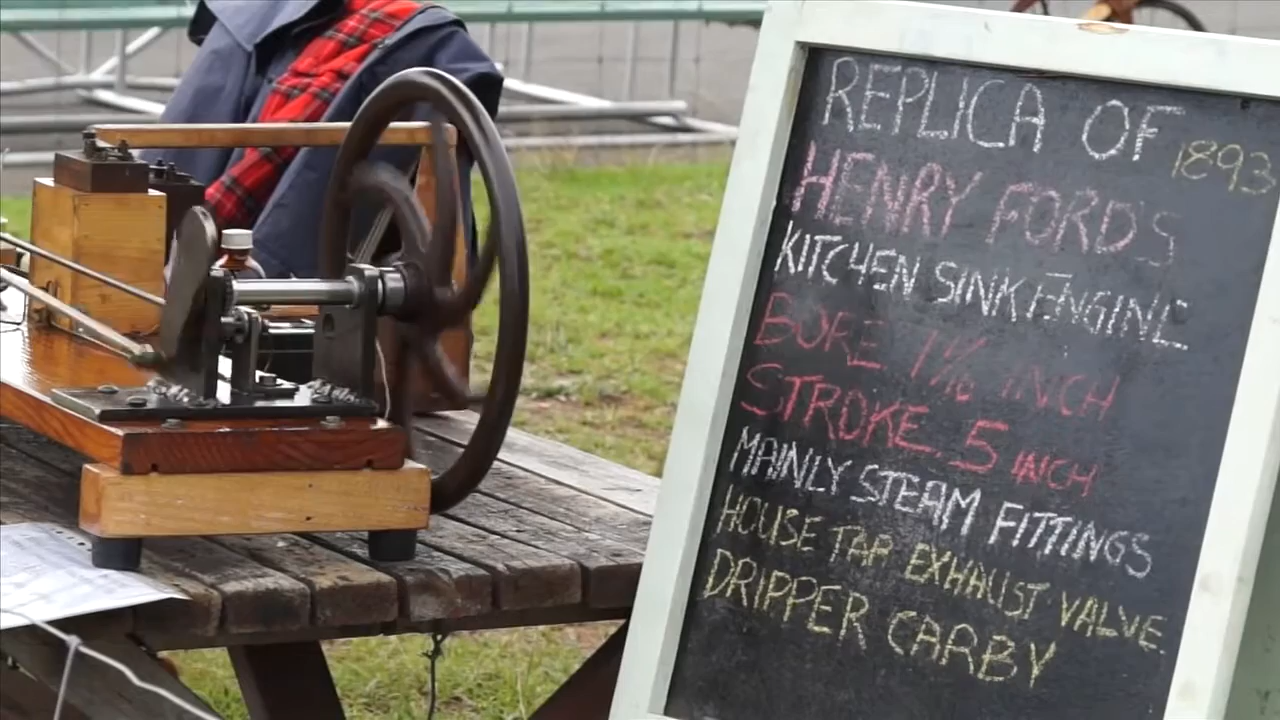 REPLICA OF 1893
HENRY FORD'S
KITCHEN SINK ENGINE
BORE 1 1/16 INCH
STROKE. 5 INCH
MAINLY STEAM FITTINGS
HOUSE TAP EXHAUST VALVE.
DRIPPER CARBY